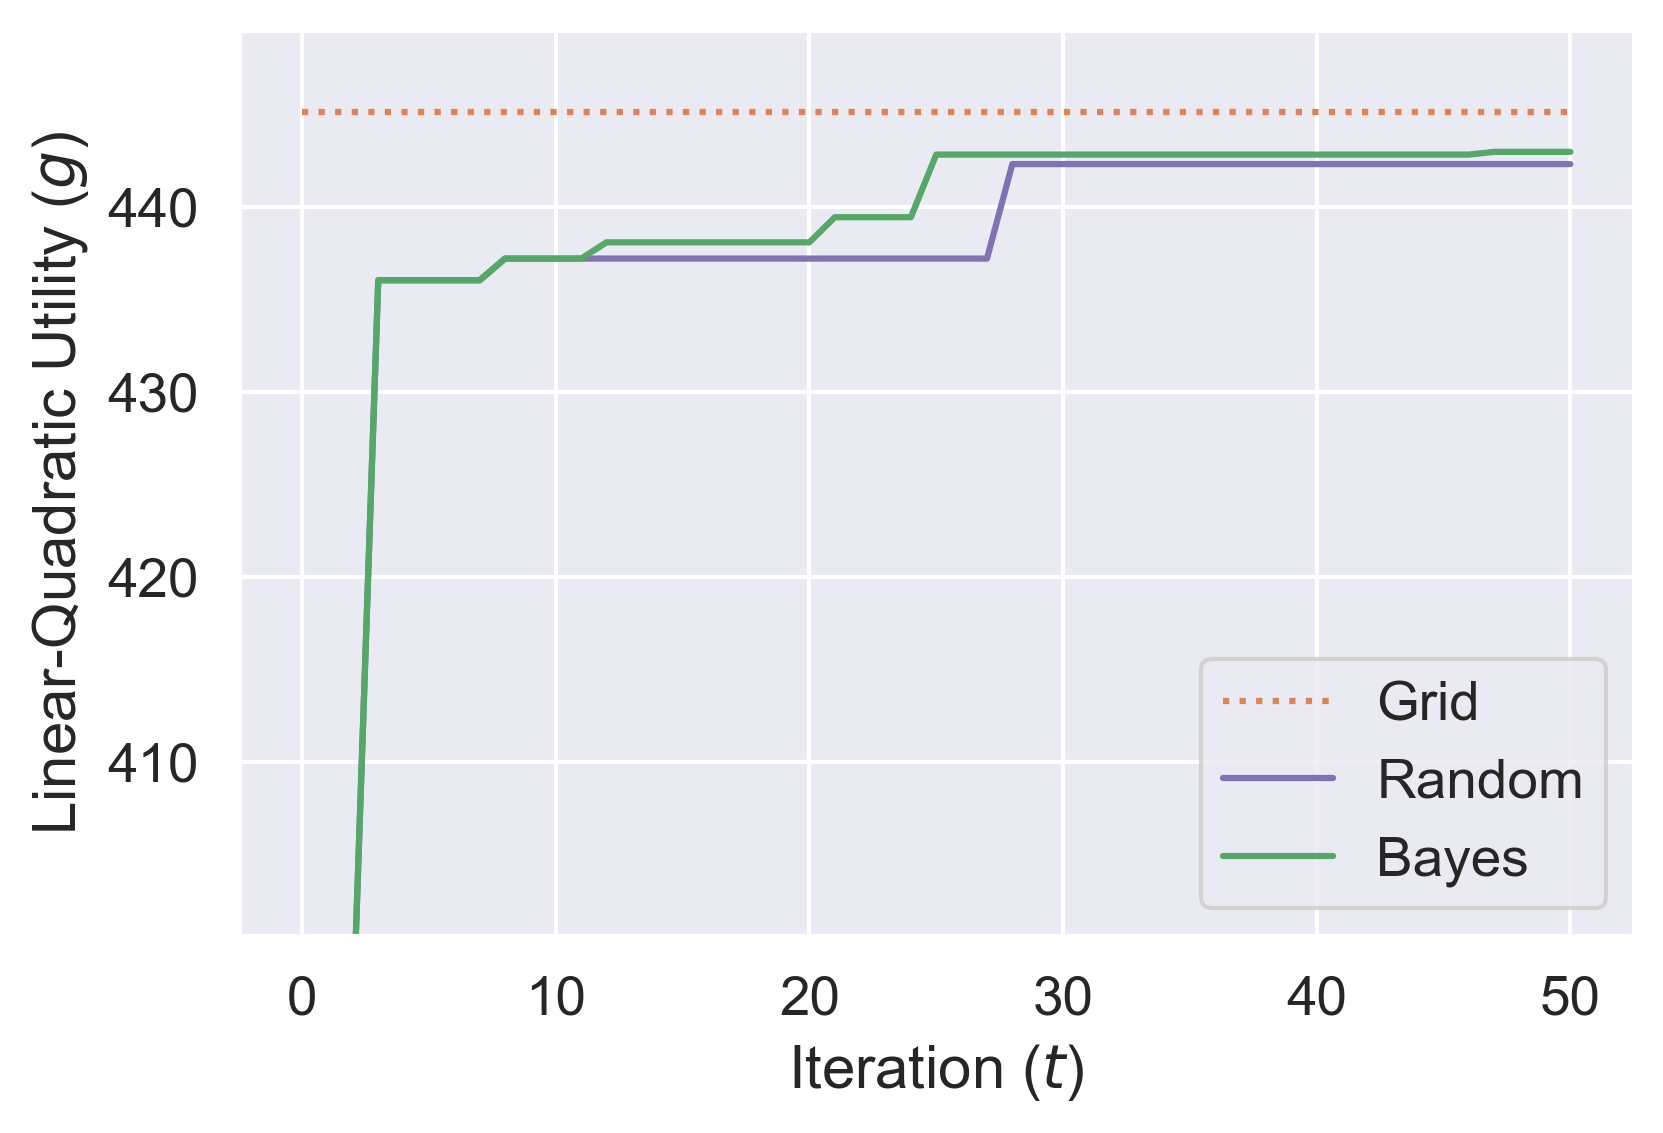 Linear-Quadratic Utility (g)
440
430
420
410
Grid
Random
Bayes
0 10 20 30 40 50
Iteration (t)